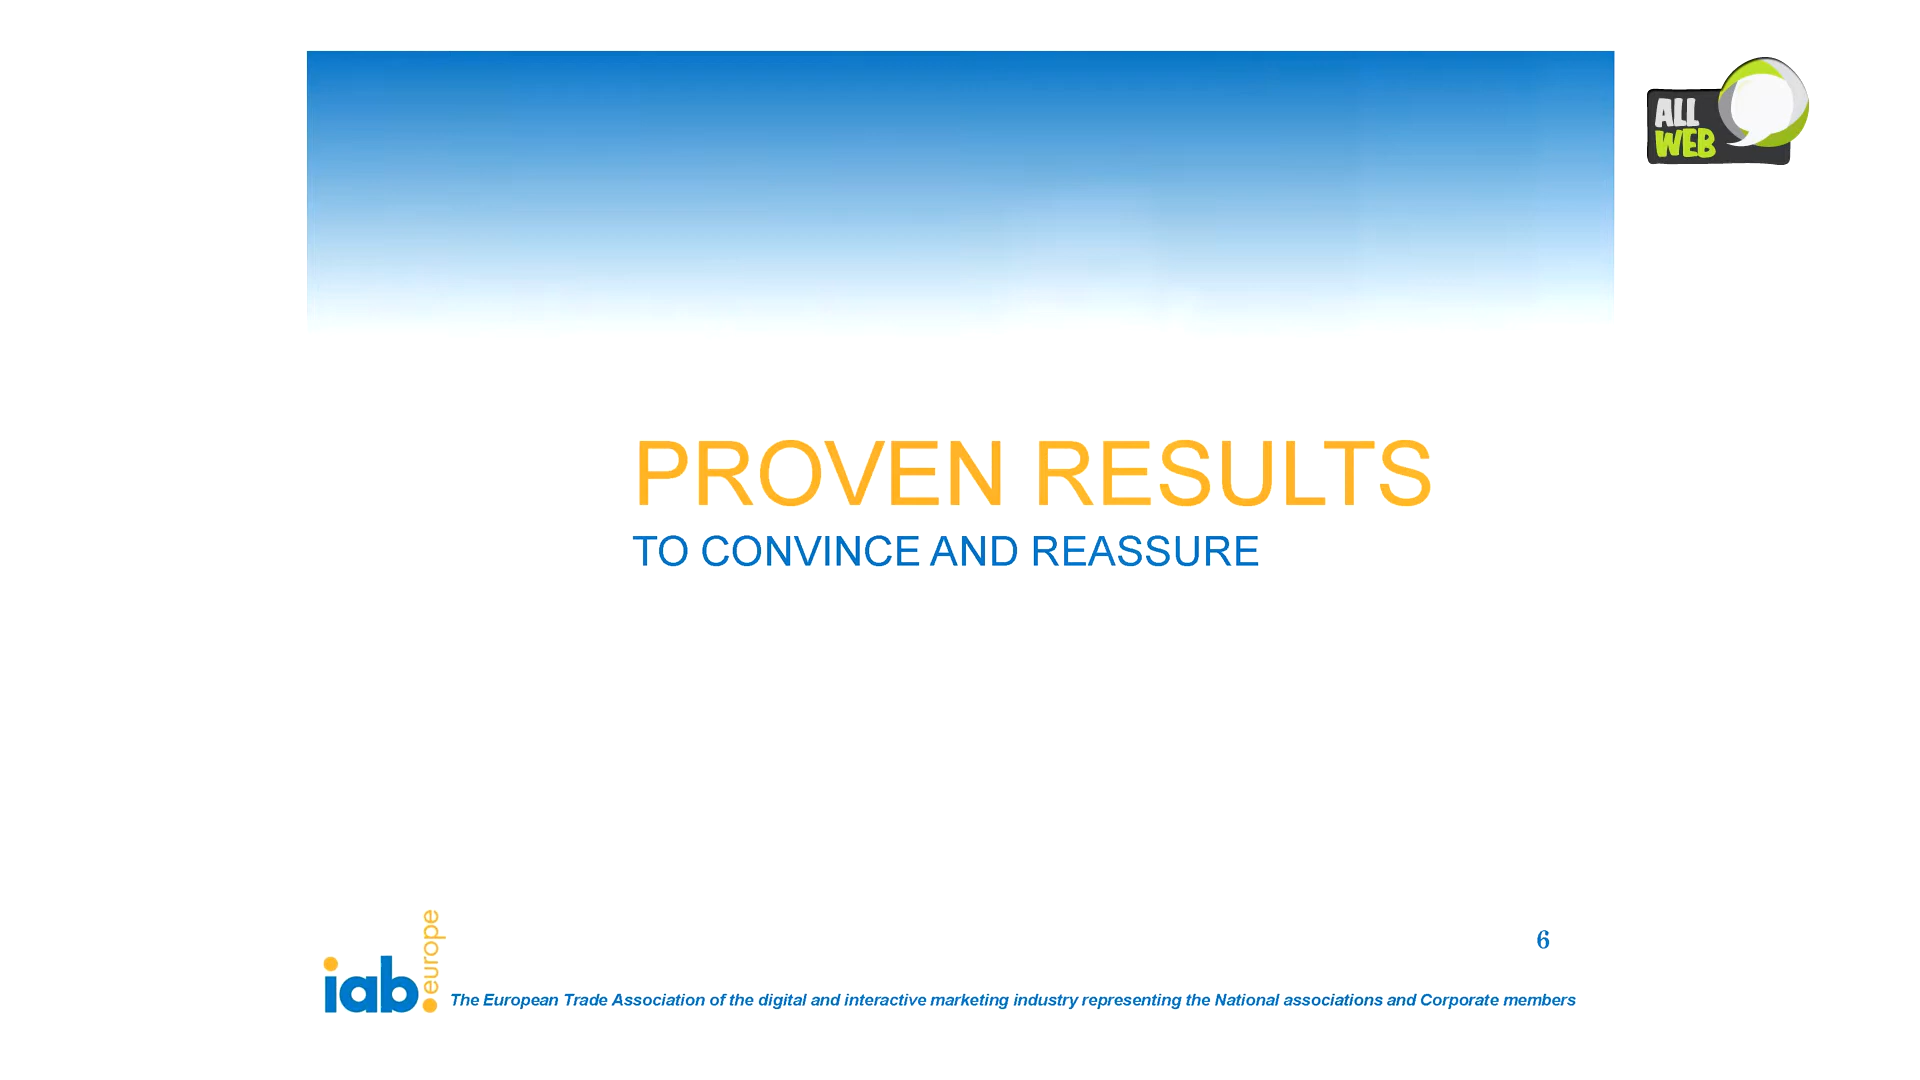 ALL
WEB
PROVEN RESULTS
TO CONVINCE AND REASSURE
6
iab europe
The European Trade Association of the digital and interactive marketing industry representing the National associations and Corporate members